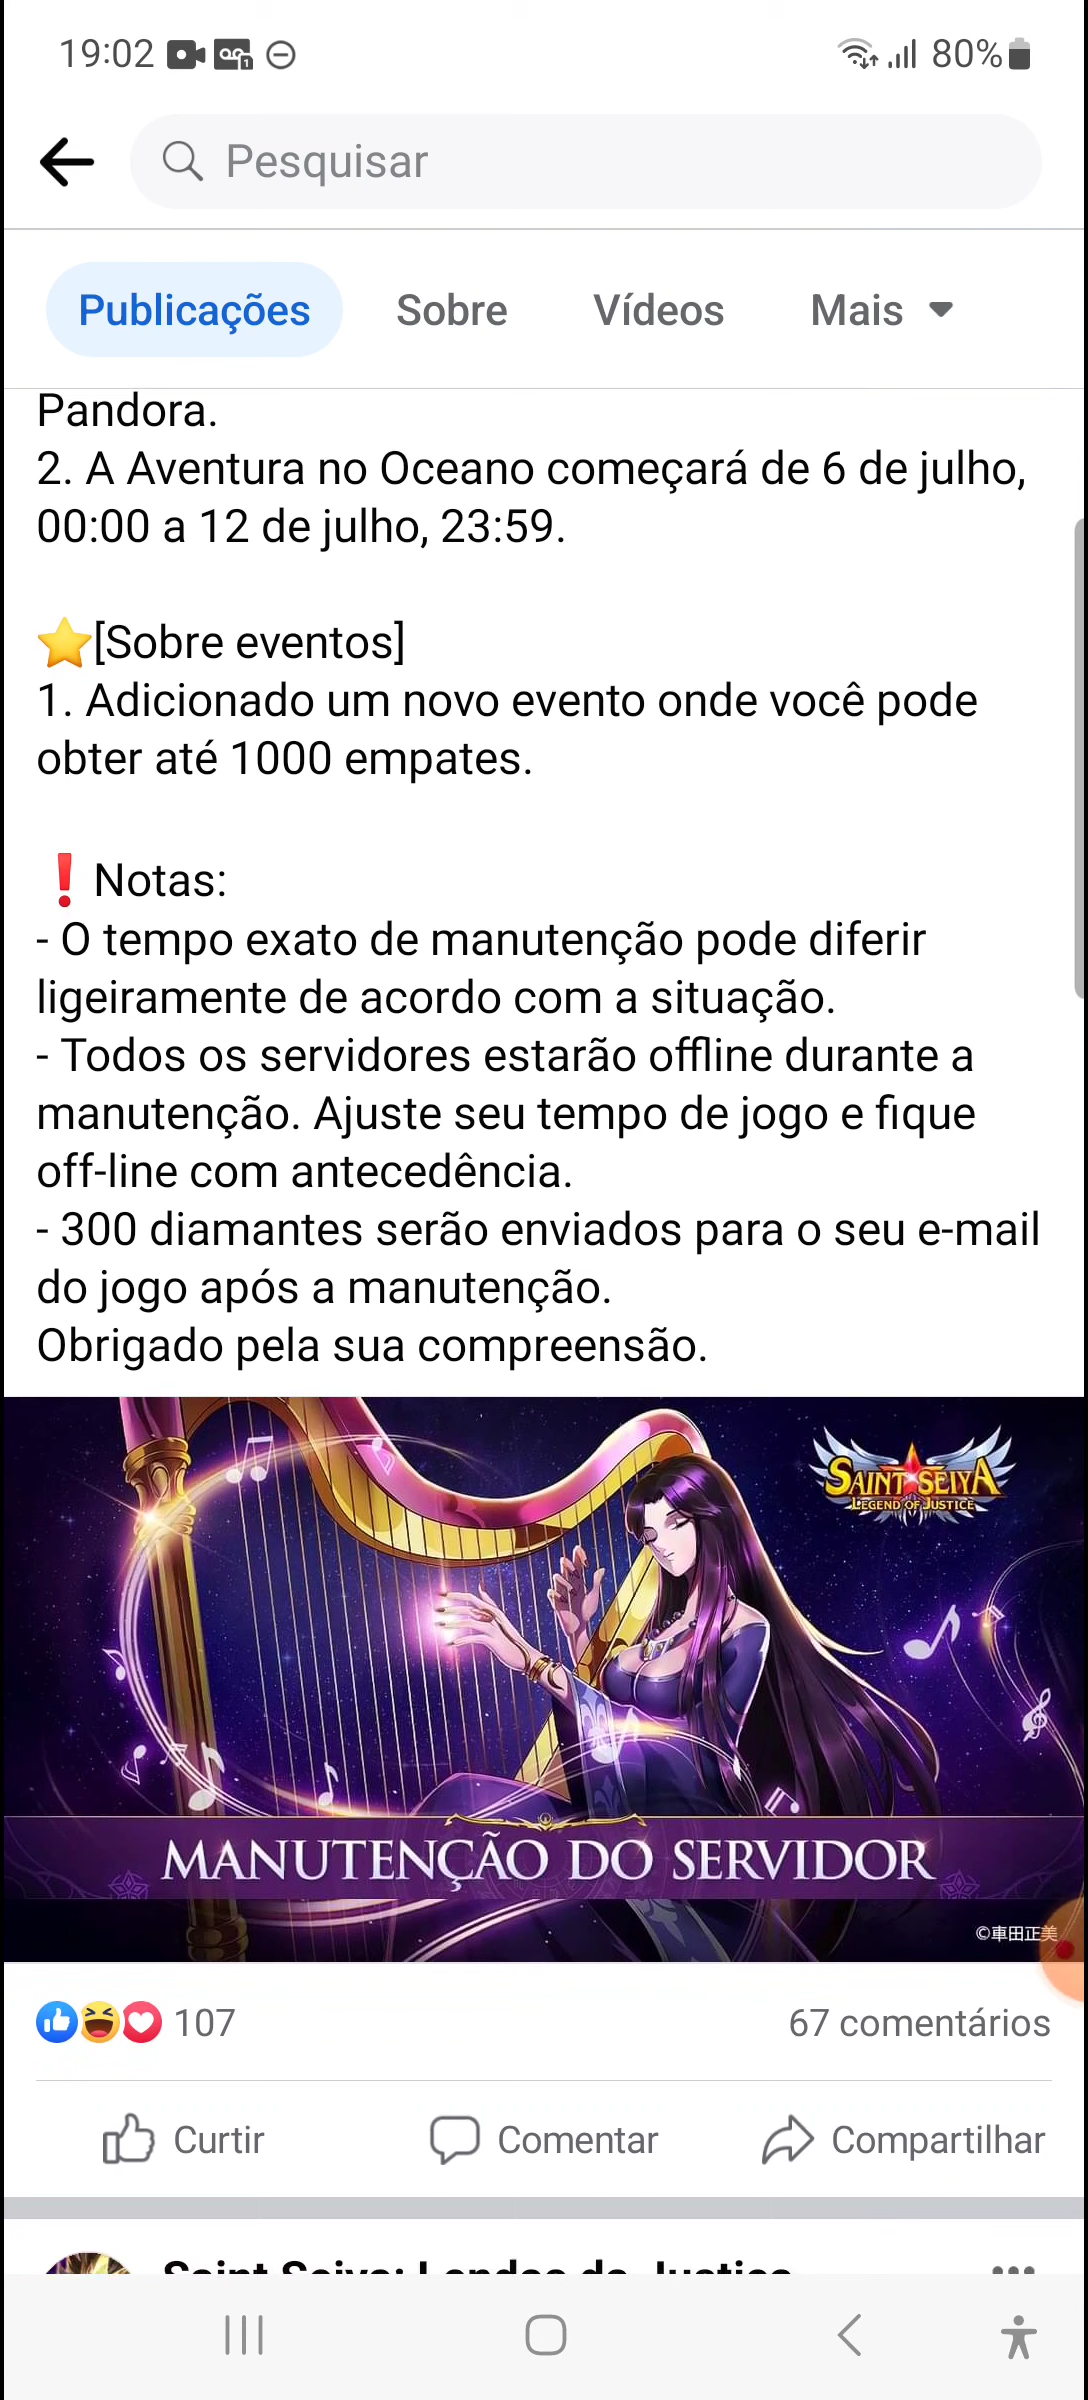 19:02
80%
Pesquisar
Publicações Sobre Vídeos Mais
Pandora.
2. A Aventura no Oceano começará de 6 de julho,
00:00 a 12 de julho, 23:59.
⭐[Sobre eventos]
1. Adicionado um novo evento onde você pode
obter até 1000 empates.
❗Notas:
- O tempo exato de manutenção pode diferir
ligeiramente de acordo com a situação.
- Todos os servidores estarão offline durante a
manutenção. Ajuste seu tempo de jogo e fique
off-line com antecedência.
- 300 diamantes serão enviados para o seu e-mail
do jogo após a manutenção.
Obrigado pela sua compreensão.
SAINT SEIYA
LEGEND OF JUSTICE
MANUTENÇÃO DO SERVIDOR
©車田正美
107 67 comentários
Curtir Comentar Compartilhar
Saint Seiya: Lendas da Justiça